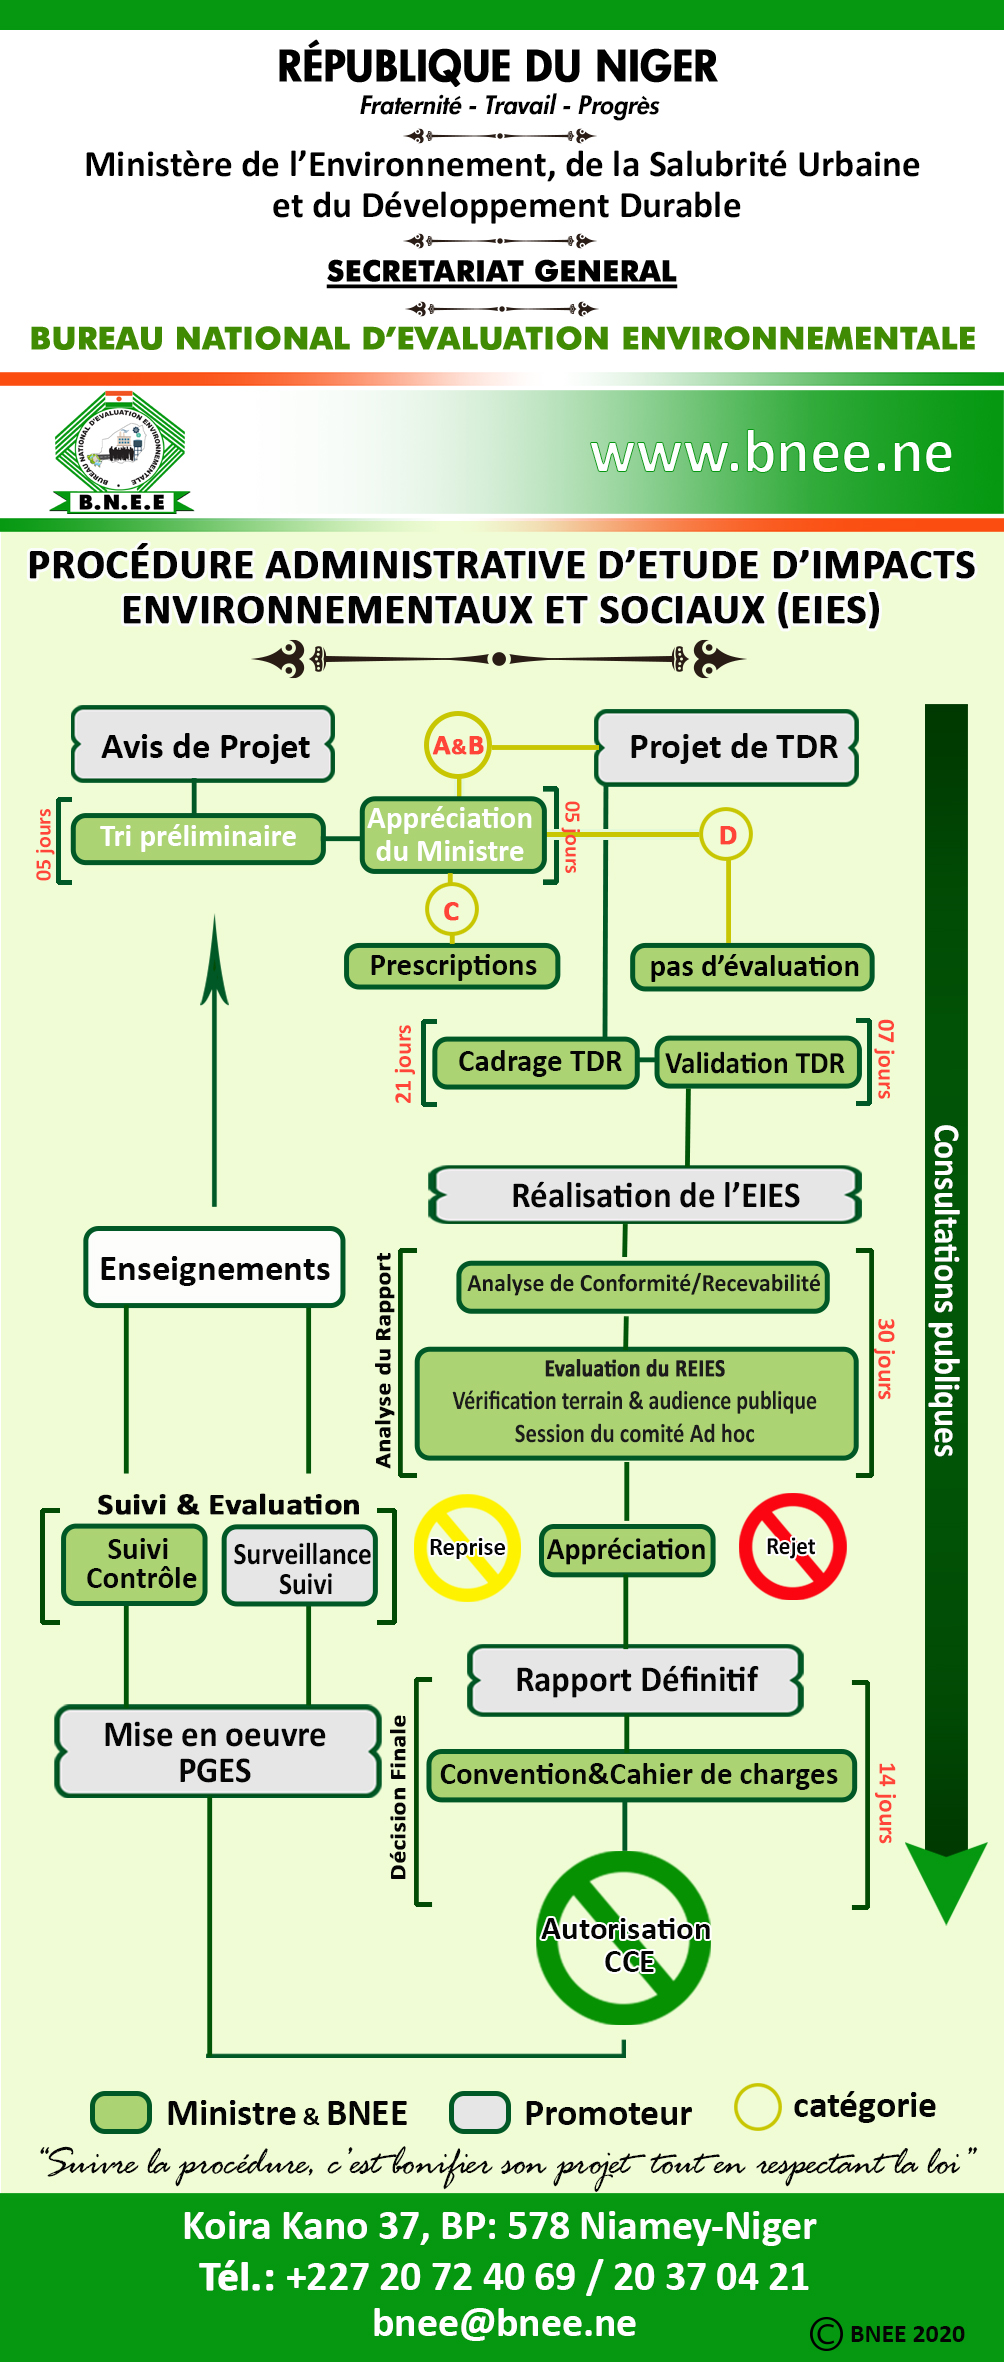 RÉPUBLIQUE DU NIGER
Fraternité - Travail - Progrès
Ministère de l’Environnement, de la Salubrité Urbaine
et du Développement Durable
SECRETARIAT GENERAL
BUREAU NATIONAL D’EVALUATION ENVIRONNEMENTALE
BUREAU NATIONAL D'EVALUATION ENVIRONNEMENTALE
B.N.E.E
www.bnee.ne
PROCÉDURE ADMINISTRATIVE D’ETUDE D’IMPACTS
ENVIRONNEMENTAUX ET SOCIAUX (EIES)
Avis de Projet
A&B
Projet de TDR
05 jours
Tri préliminaire
Appréciation
du Ministre
05 jours
D
C
Prescriptions
pas d’évaluation
21 jours
Cadrage TDR
Validation TDR
07 jours
Consultations publiques
Réalisation de l’EIES
Enseignements
Analyse du Rapport
Analyse de Conformité/Recevabilité
30 jours
Evaluation du REIES
Vérification terrain & audience publique
Session du comité Ad hoc
Suivi & Evaluation
Suivi
Contrôle
Surveillance
Suivi
Reprise
Appréciation
Rejet
Rapport Définitif
Mise en oeuvre
PGES
Décision Finale
Convention&Cahier de charges
14 jours
Autorisation
CCE
Ministre & BNEE
Promoteur
catégorie
“Suivre la procédure, c’est bonifier son projet tout en respectant la loi”
Koira Kano 37, BP: 578 Niamey-Niger
Tél.: +227 20 72 40 69 / 20 37 04 21
bnee@bnee.ne
© BNEE 2020